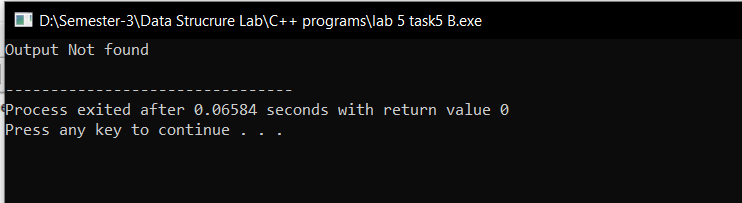 D:\Semester-3\Data Strucrure Lab\C++ programs\lab 5 task5 B.exe
Output Not found
--------------------------------
Process exited after 0.06584 seconds with return value 0
Press any key to continue . . .